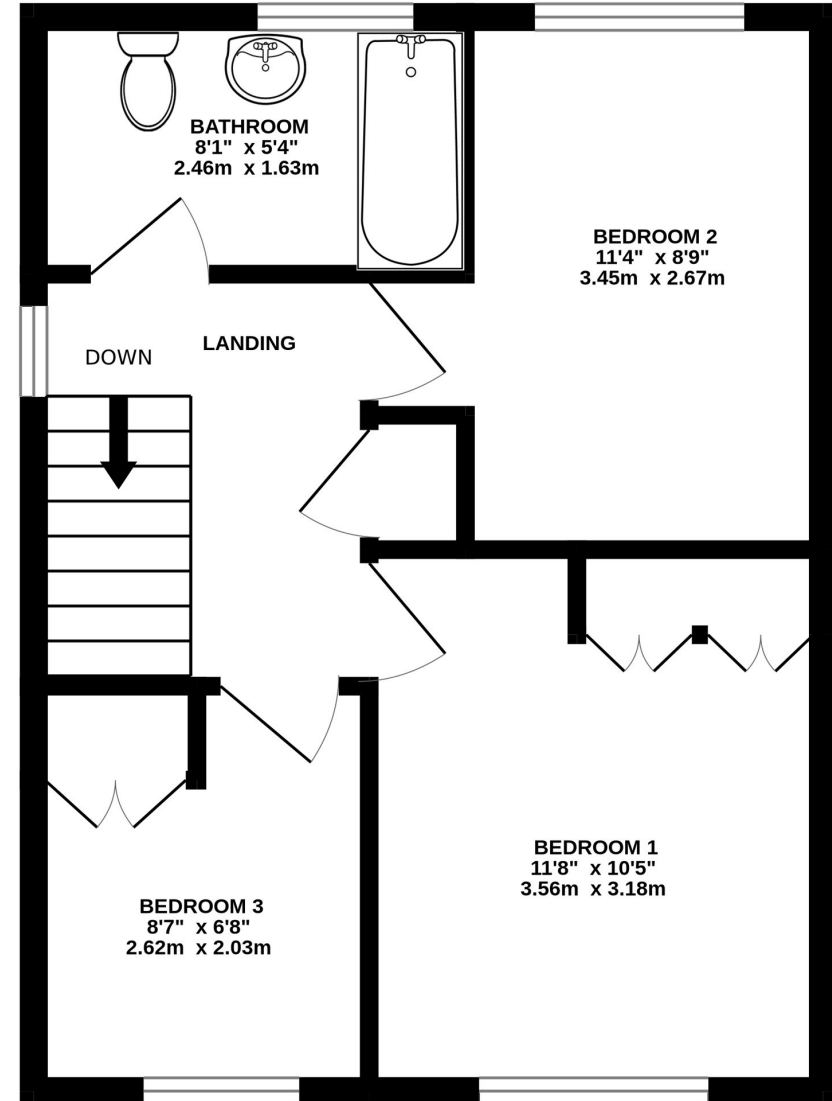 BATHROOM
8'1" x 5'4"
2.46m x 1.63m
BEDROOM 2
11'4" x 8'9"
3.45m x 2.67m
LANDING
DOWN
BEDROOM 1
11'8" x 10'5"
3.56m x 3.18m
BEDROOM 3
8'7" x 6'8"
2.62m x 2.03m